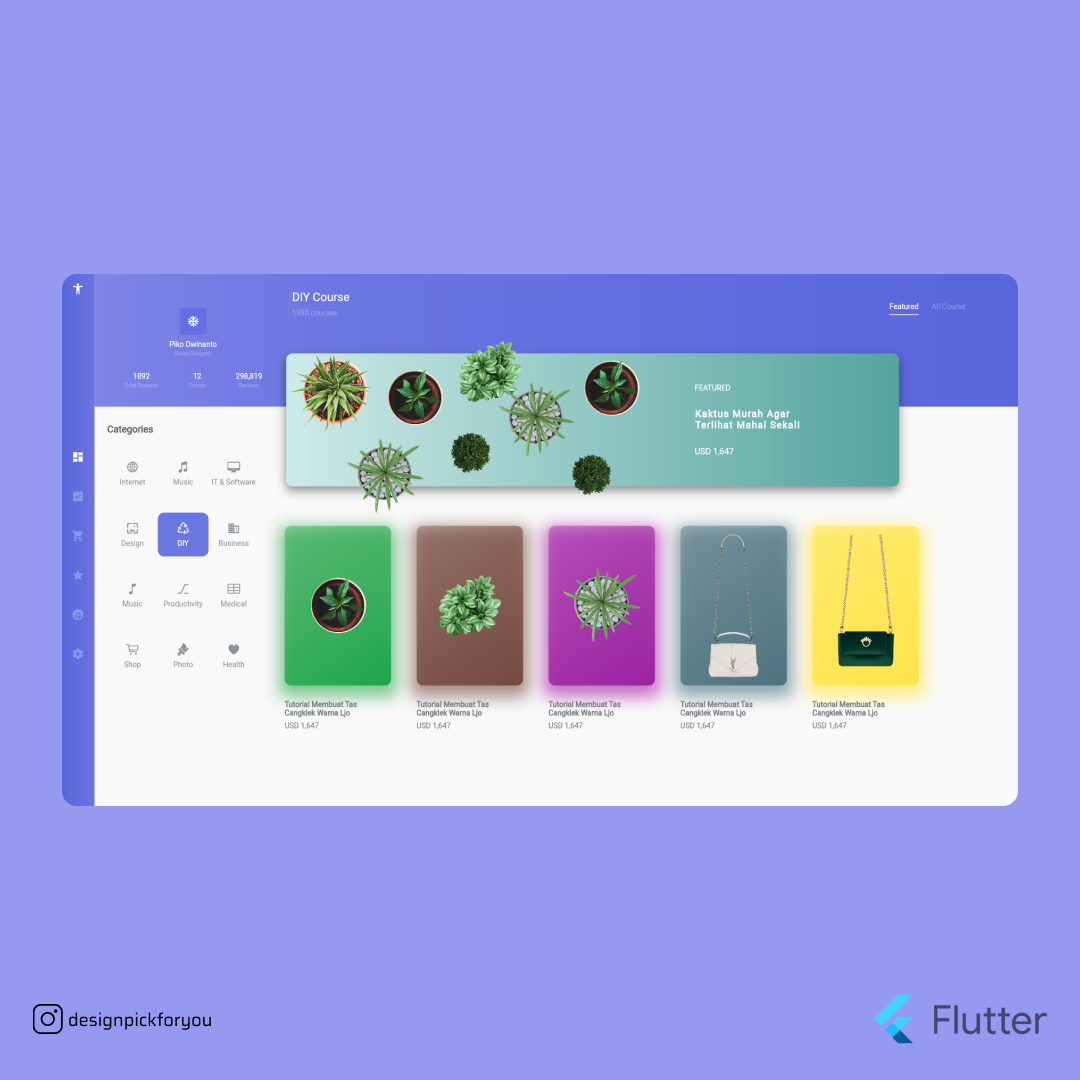 DIY Course
1980 courses
Featured
All Course
Piko Dwinanto
Visual Designer
1892
12
298,819
Total Students
Course
Reviews
FEATURED
Kaktus Murah Agar
Terlihat Mahal Sekali
USD 1,647
Categories
Internet
Music
IT & Software
Design
DIY
Business
Music
Productivity
Medical
Shop
Photo
Health
Tutorial Membuat Tas
Cangklek Warna Ljo
USD 1,647
Tutorial Membuat Tas
Cangklek Warna Ljo
USD 1,647
Tutorial Membuat Tas
Cangklek Warna Ljo
USD 1,647
Tutorial Membuat Tas
Cangklek Warna Ljo
USD 1,647
Tutorial Membuat Tas
Cangklek Warna Ljo
USD 1,647
designpickforyou
Flutter